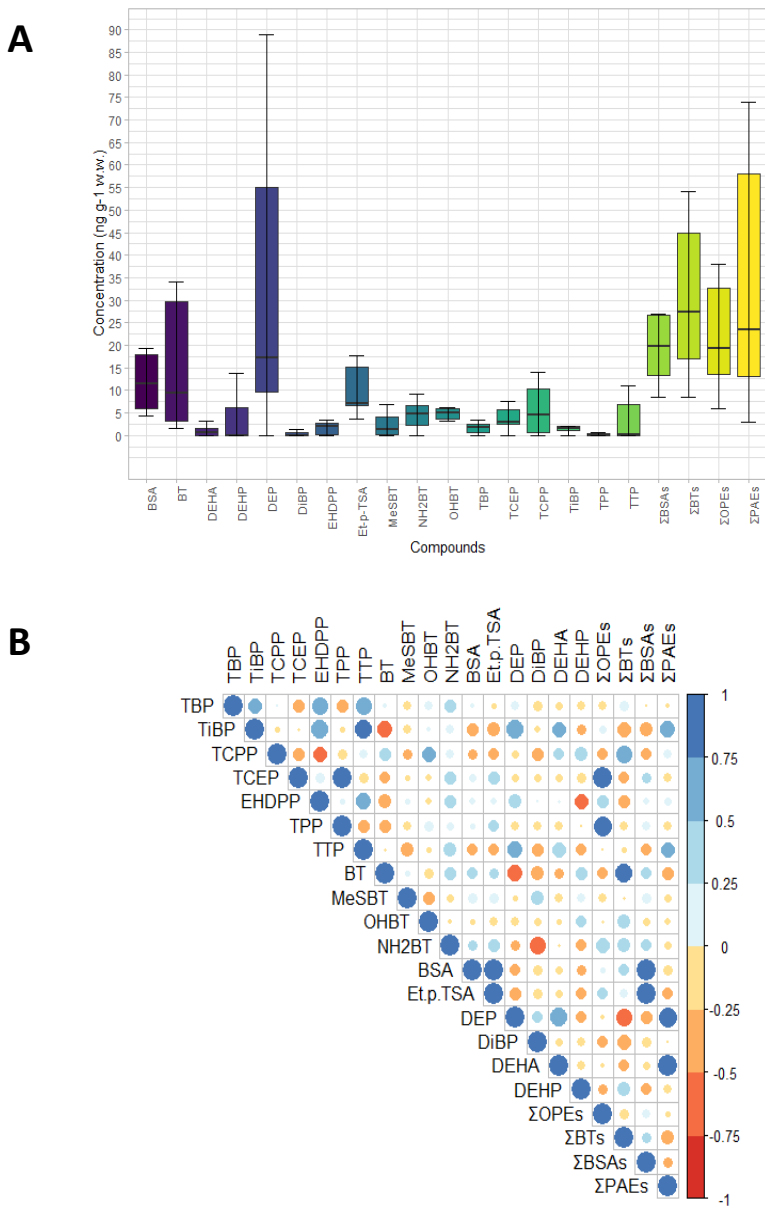 A
Concentration (ng g-1 w.w.)
90
85
80
75
70
65
60
55
50
45
40
35
30
25
20
15
10
5
0
BSA BT DEHA DEHP DEP DiBP EHDPP Et-p-TSA MeSBT NH2BT OHBT TBP TCEP TCPP TiBP TPP TTP ΣBSAs ΣBTs ΣOPEs ΣPAEs
Compounds
B
TBP TiBP TCPP TCEP EHDPP TPP TTP BT MeSBT OHBT NH2BT BSA Et.p.TSA DEP DiBP DEHA DEHP ΣOPEs ΣBTs ΣBSAs ΣPAEs
TBP
TiBP
TCPP
TCEP
EHDPP
TPP
TTP
BT
MeSBT
OHBT
NH2BT
BSA
Et.p.TSA
DEP
DiBP
DEHA
DEHP
ΣOPEs
ΣBTs
ΣBSAs
ΣPAEs
1
0.75
0.5
0.25
0
-0.25
-0.5
-0.75
-1